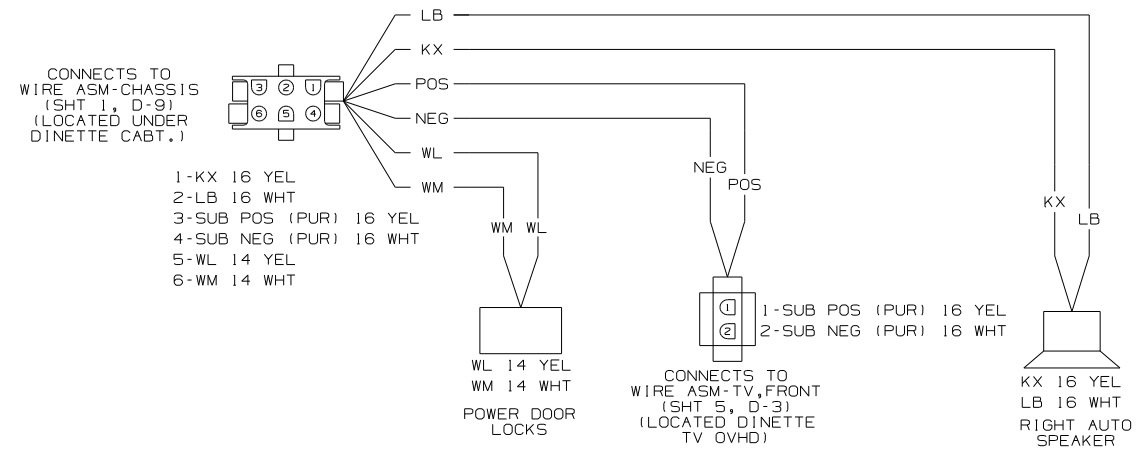 LB
KX
POS
NEG
WL
WM
CONNECTS TO
WIRE ASM-CHASSIS
(SHT 1, D-9)
(LOCATED UNDER
DINETTE CABT.)
3 2 1
6 5 4
1-KX 16 YEL
2-LB 16 WHT
3-SUB POS (PUR) 16 YEL
4-SUB NEG (PUR) 16 WHT
5-WL 14 YEL
6-WM 14 WHT
WM WL
NEG
POS
KX
LB
WL 14 YEL
WM 14 WHT
POWER DOOR
LOCKS
1
2
1-SUB POS (PUR) 16 YEL
2-SUB NEG (PUR) 16 WHT
CONNECTS TO
WIRE ASM-TV,FRONT
(SHT 5, D-3)
(LOCATED DINETTE
TV OVHD)
KX 16 YEL
LB 16 WHT
RIGHT AUTO
SPEAKER